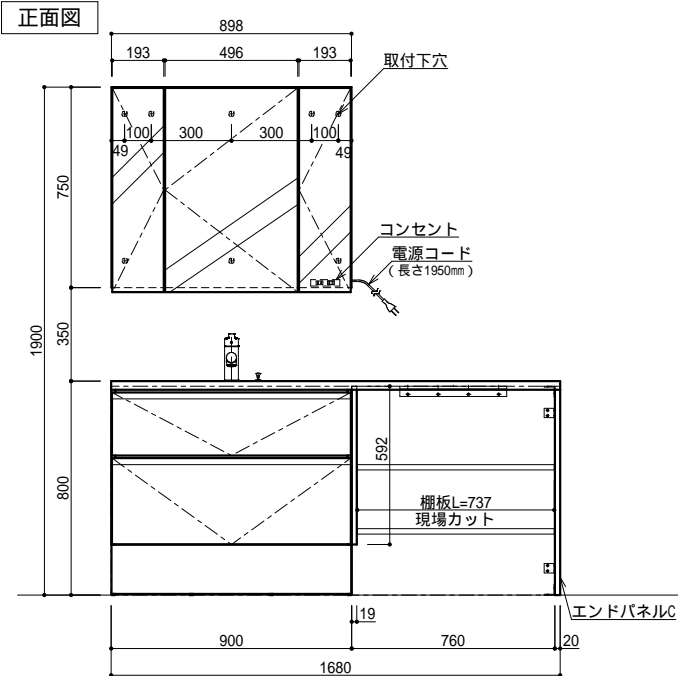 正面図
898
193 496 193
取付下穴
100 300 300 100
49 49
750
コンセント
電源コード
(長さ1950mm)
1900
350
592
800
棚板L=737
現場カット
19
エンドパネルC
900 760 20
1680